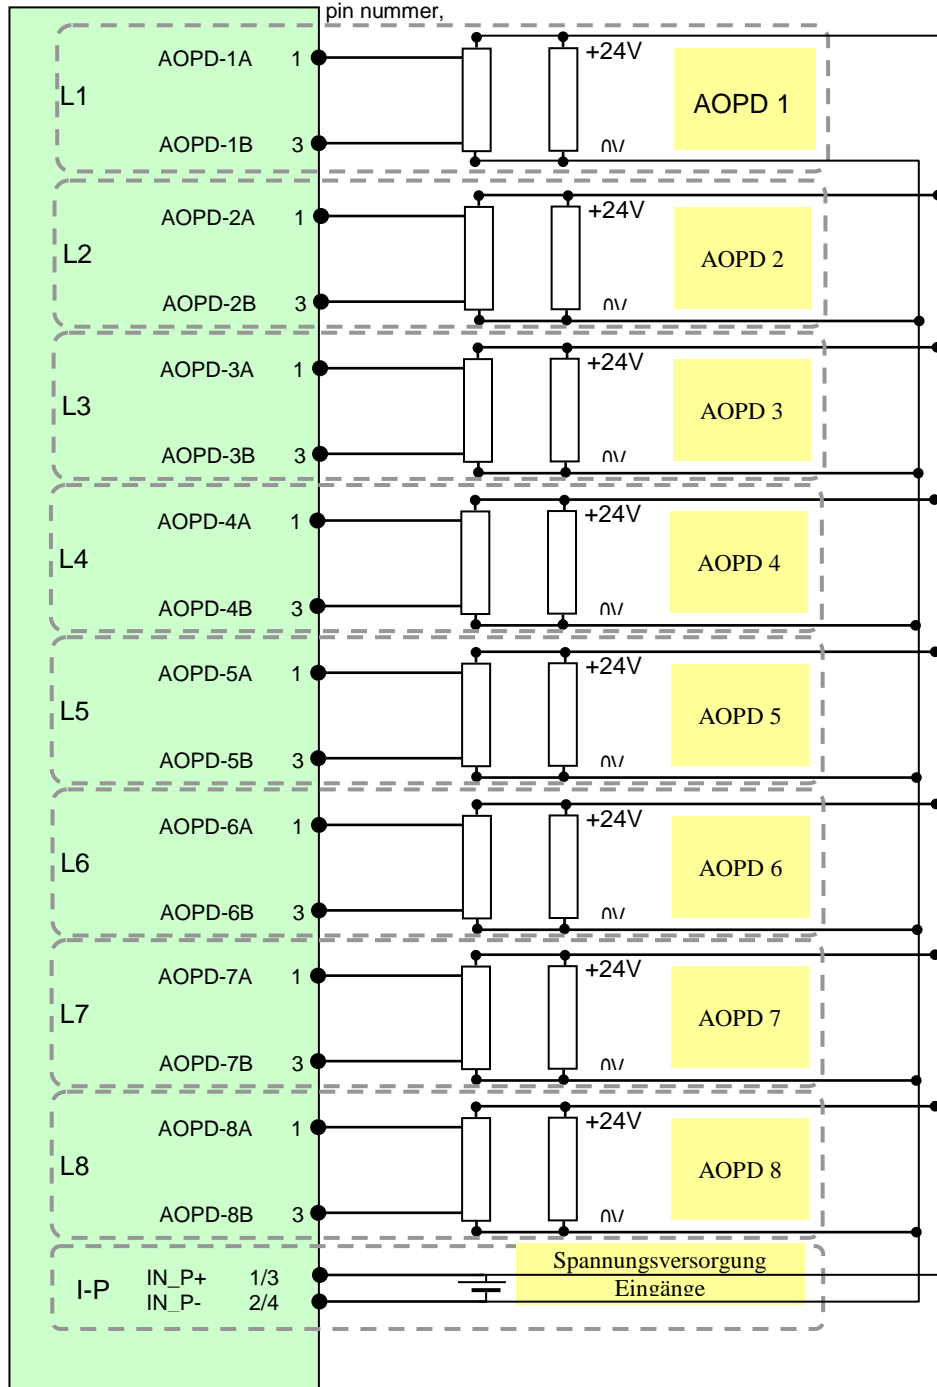 pin nummer,
AOPD-1A 1 +24V
L1 AOPD 1
AOPD-1B 3 0V
AOPD-2A 1 +24V
L2 AOPD 2
AOPD-2B 3 0V
AOPD-3A 1 +24V
L3 AOPD 3
AOPD-3B 3 0V
AOPD-4A 1 +24V
L4 AOPD 4
AOPD-4B 3 0V
AOPD-5A 1 +24V
L5 AOPD 5
AOPD-5B 3 0V
AOPD-6A 1 +24V
L6 AOPD 6
AOPD-6B 3 0V
AOPD-7A 1 +24V
L7 AOPD 7
AOPD-7B 3 0V
AOPD-8A 1 +24V
L8 AOPD 8
AOPD-8B 3 0V
I-P
IN_P+ 1/3
IN_P- 2/4
Spannungsversorgung
Eingänge